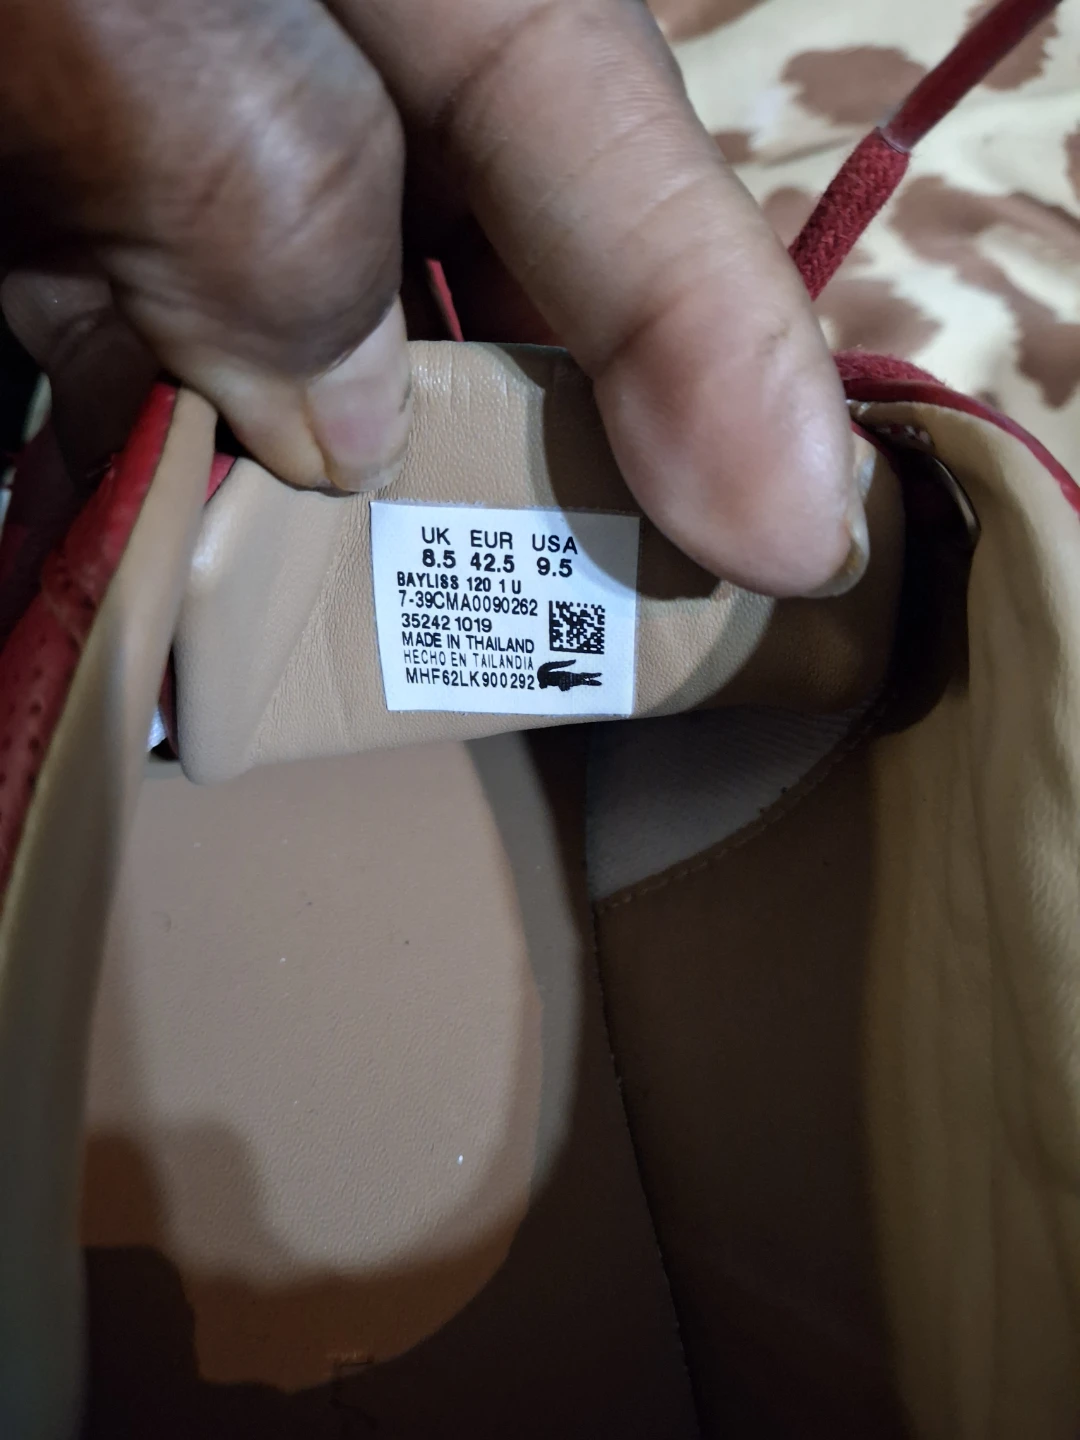 UK EUR USA
8.5 42.5 9.5
BAYLISS 120 1 U
7-39CMA0090262
35242 1019
MADE IN THAILAND
HECHO EN TAILANDIA
MHF62LK900292